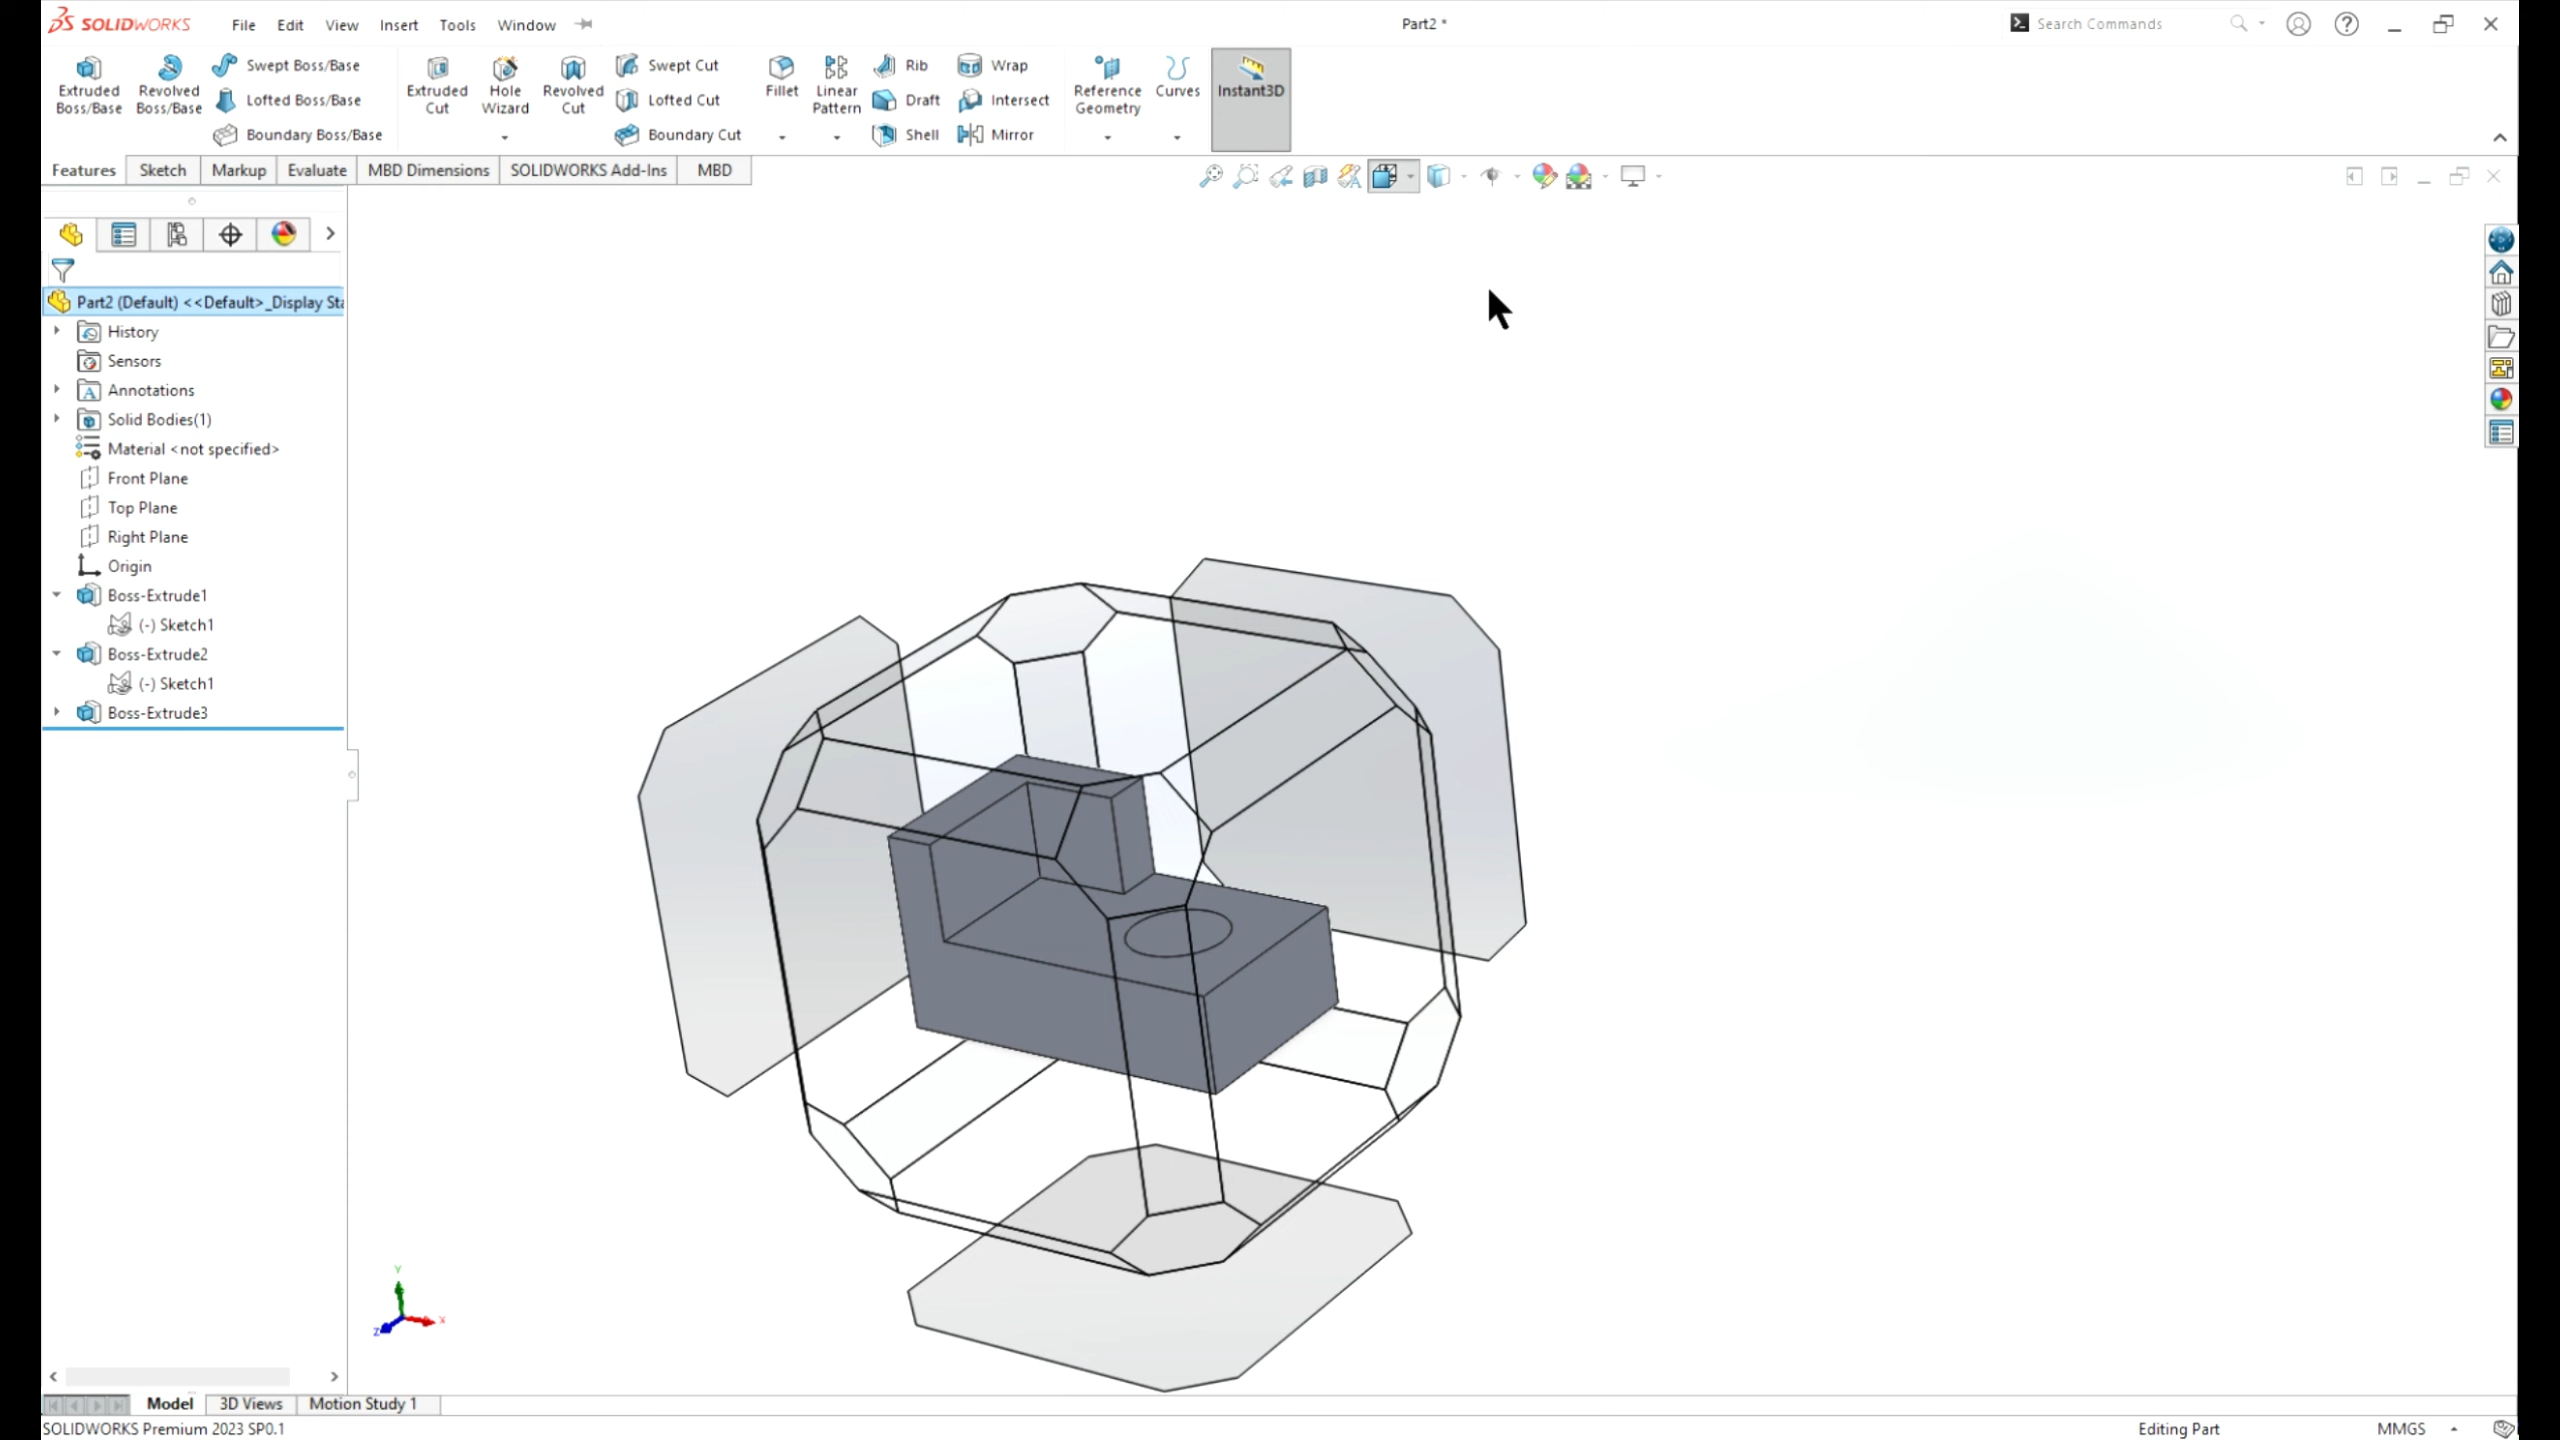 SOLIDWORKS File Edit View Insert Tools Window Part2 * Search Commands
Extruded Boss/Base
Revolved Boss/Base
Swept Boss/Base
Lofted Boss/Base
Boundary Boss/Base
Extruded Cut
Hole Wizard
Revolved Cut
Swept Cut
Lofted Cut
Boundary Cut
Fillet
Linear Pattern
Rib
Draft
Shell
Wrap
Intersect
Mirror
Reference Geometry
Curves
Instant3D
Features Sketch Markup Evaluate MBD Dimensions SOLIDWORKS Add-Ins MBD
Part2 (Default) <<Default>_Display Sta
History
Sensors
Annotations
Solid Bodies(1)
Material <not specified>
Front Plane
Top Plane
Right Plane
Origin
Boss-Extrude1
(-) Sketch1
Boss-Extrude2
(-) Sketch1
Boss-Extrude3
Y
X
Z
Model 3D Views Motion Study 1
SOLIDWORKS Premium 2023 SP0.1 Editing Part MMGS